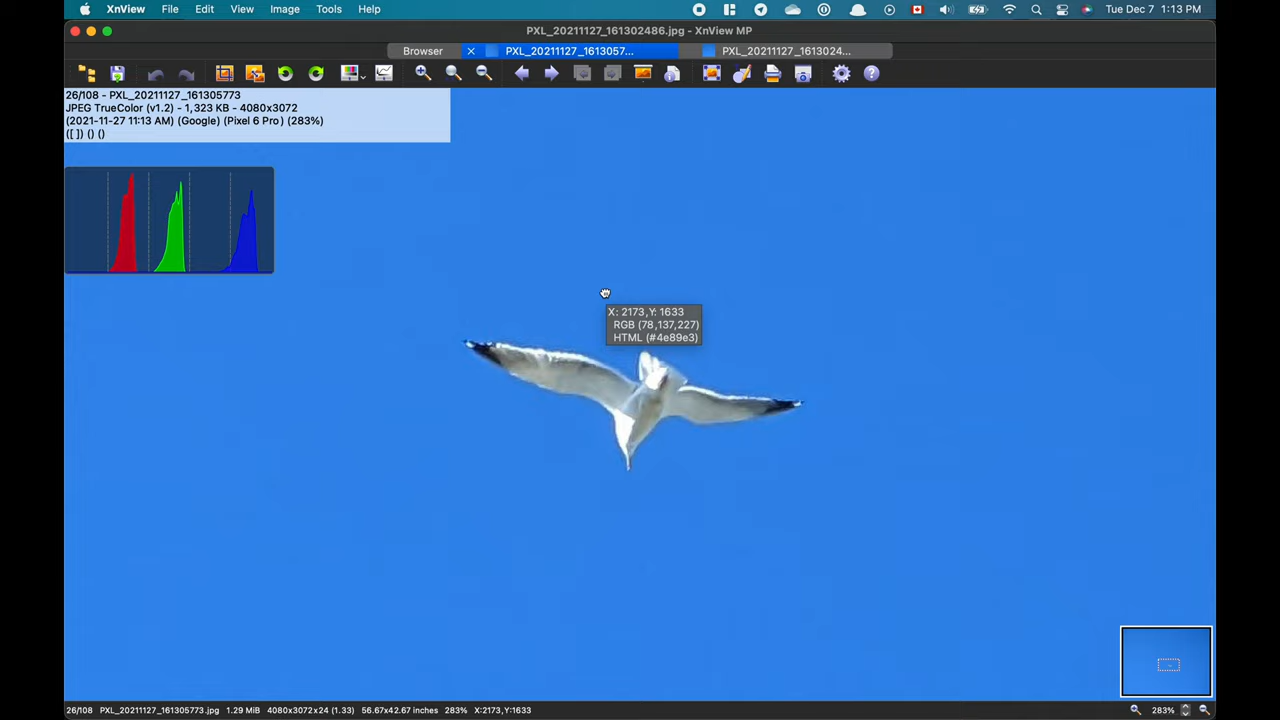 XnView File Edit View Image Tools Help Tue Dec 7 1:13 PM
PXL_20211127_161302486.jpg - XnView MP
Browser PXL_20211127_1613057... PXL_20211127_1613024...
26/108 - PXL_20211127_161305773
JPEG TrueColor (v1.2) - 1,323 KB - 4080x3072
(2021-11-27 11:13 AM) (Google) (Pixel 6 Pro) (283%)
([ ]) () ()
X: 2173,Y: 1633
RGB (78,137,227)
HTML (#4e89e3)
26/108 PXL_20211127_161305773.jpg 1.29 MiB 4080x3072x24 (1.33) 56.67x42.67 inches 283% X:2173,Y:1633 283%